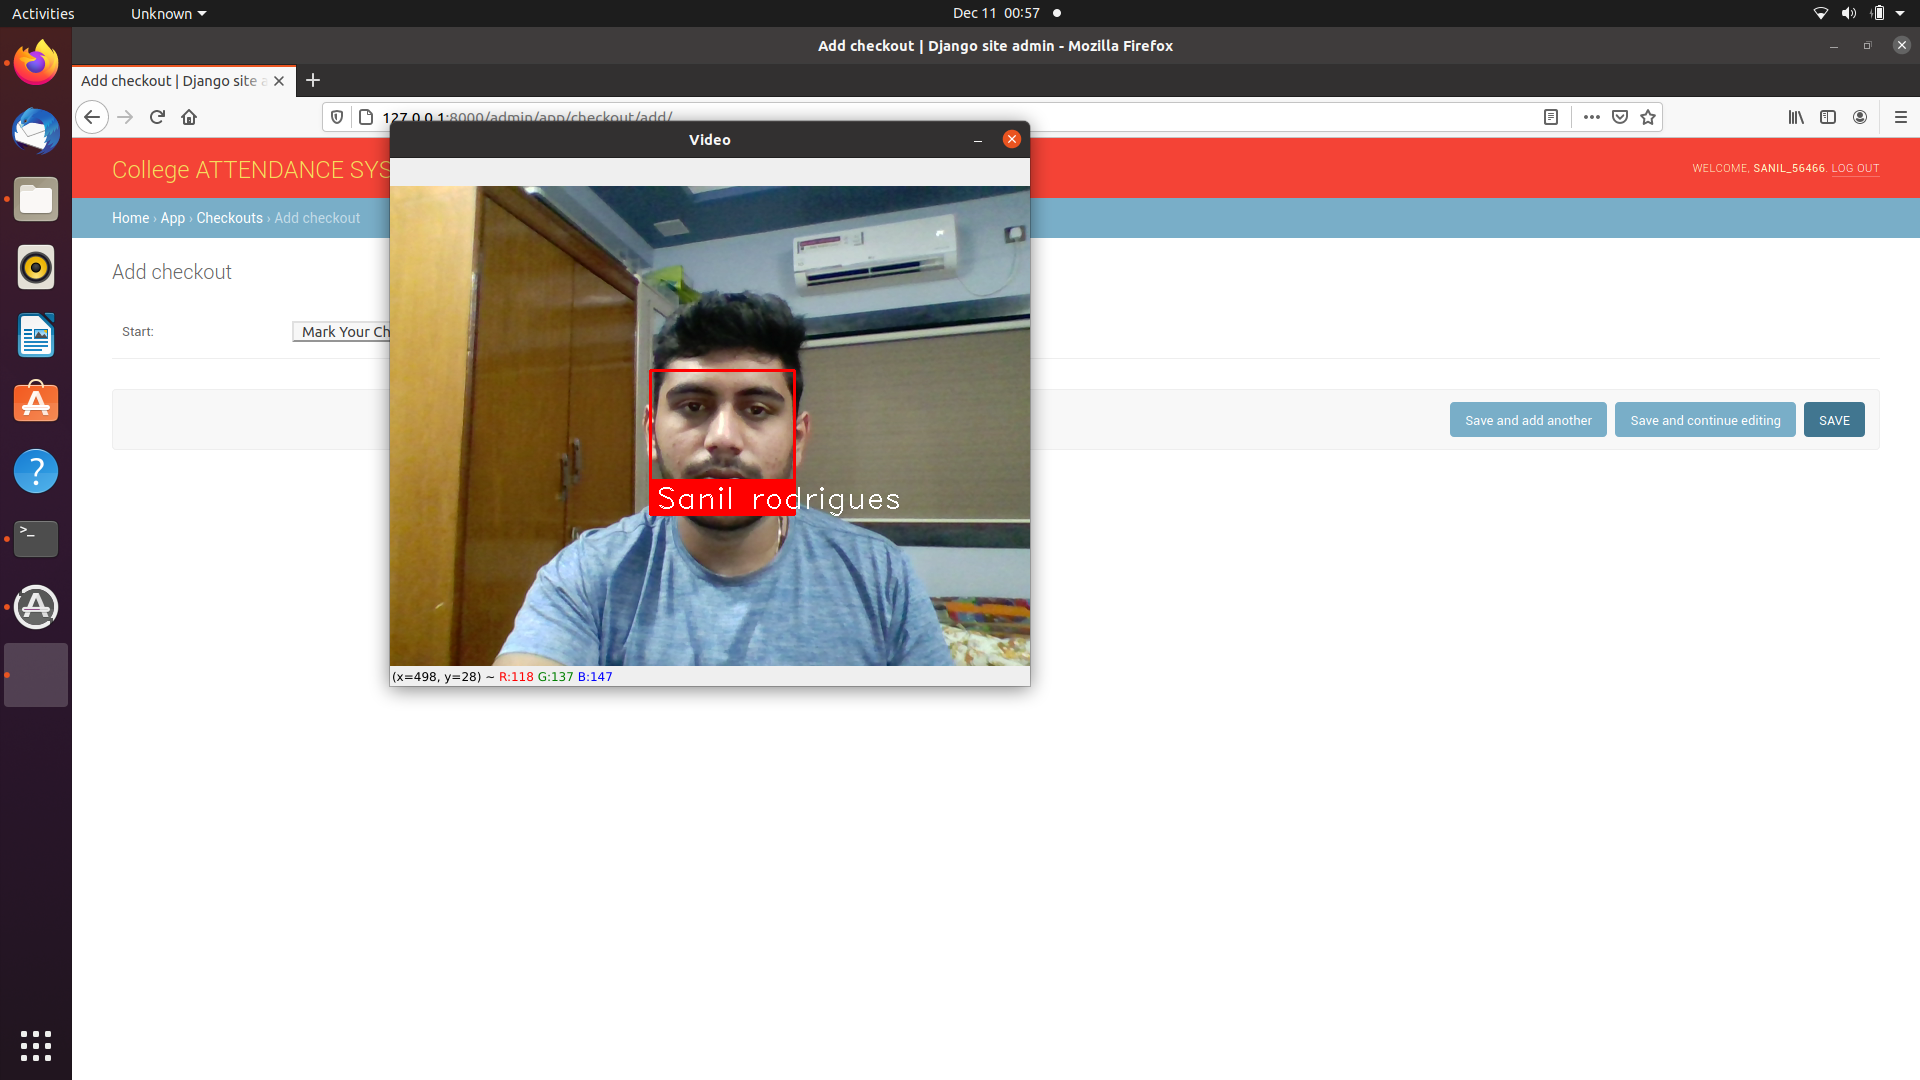 Activities
Unknown
Dec 11 00:57
Add checkout | Django site admin - Mozilla Firefox
Add checkout | Django site a
127.0.0.1:8000/admin/app/checkout/add/
Video
College ATTENDANCE SYS
WELCOME, SANIL_56466. LOG OUT
Home › App › Checkouts › Add checkout
Add checkout
Start:
Mark Your Ch
Save and add another
Save and continue editing
SAVE
Sanil rodrigues
(x=498, y=28) ~ R:118 G:137 B:147